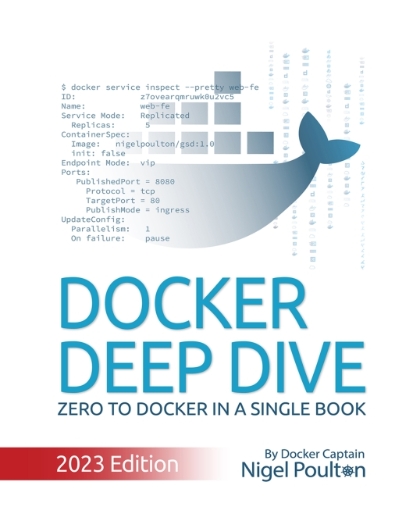 $ docker service inspect --pretty web-fe
ID: z7ovearqmruwk0u2vc5
Name: web-fe
Service Mode: Replicated
Replicas: 5
ContainerSpec:
Image: nigelpoulton/gsd:1.0
init: false
Endpoint Mode: vip
Ports:
PublishedPort = 8080
Protocol = tcp
TargetPort = 80
PublishMode = ingress
UpdateConfig:
Parallelism: 1
On failure: pause
DOCKER
DEEP DIVE
ZERO TO DOCKER IN A SINGLE BOOK
2023 Edition
By Docker Captain
Nigel Poulton